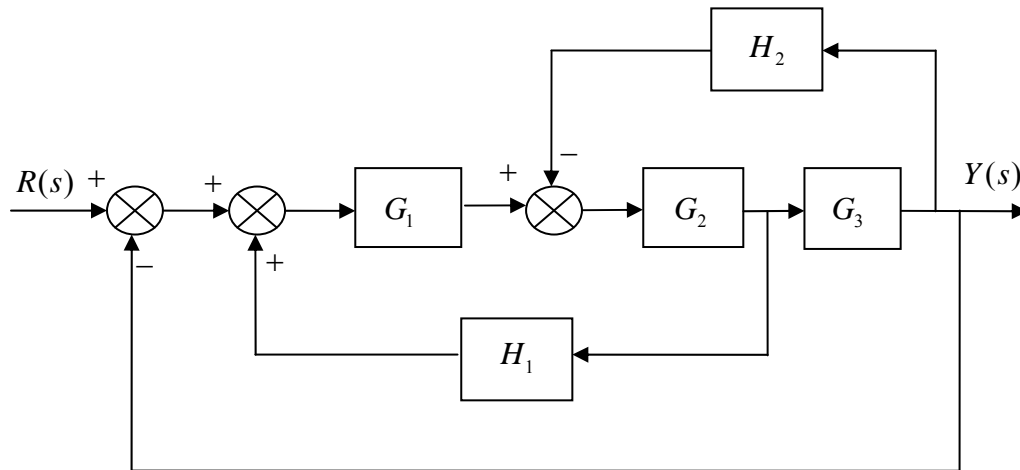 H₂
−
R(s) + + + Y(s)
G₁ G₂ G₃
− +
H₁